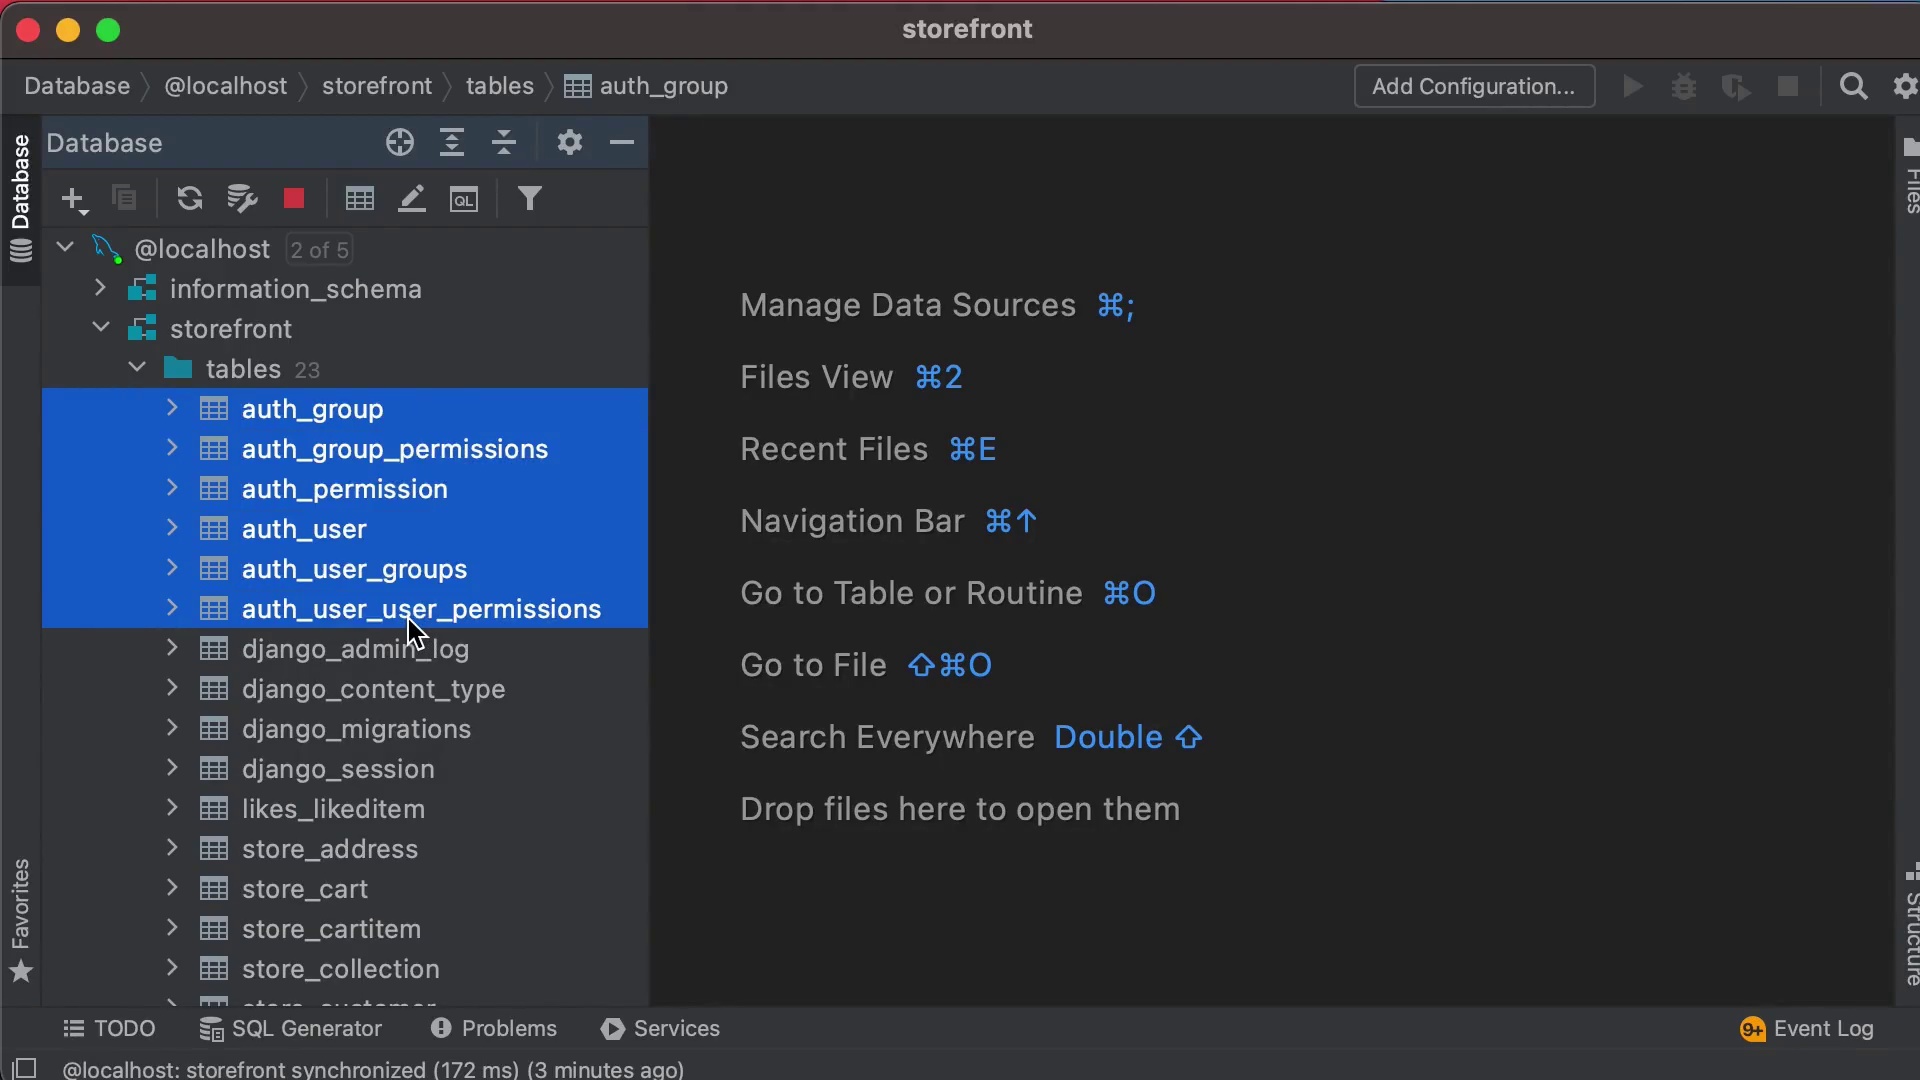 storefront
Database @localhost storefront tables auth_group
Add Configuration...
Database
Database
Files
@localhost 2 of 5
information_schema
storefront
tables 23
auth_group
auth_group_permissions
auth_permission
auth_user
auth_user_groups
auth_user_user_permissions
django_admin_log
django_content_type
django_migrations
django_session
likes_likeditem
store_address
store_cart
store_cartitem
store_collection
store_customer
Manage Data Sources ⌘;
Files View ⌘2
Recent Files ⌘E
Navigation Bar ⌘↑
Go to Table or Routine ⌘O
Go to File ⇧⌘O
Search Everywhere Double ⇧
Drop files here to open them
Favorites
Structure
TODO SQL Generator Problems Services
9+ Event Log
@localhost: storefront synchronized (172 ms) (3 minutes ago)